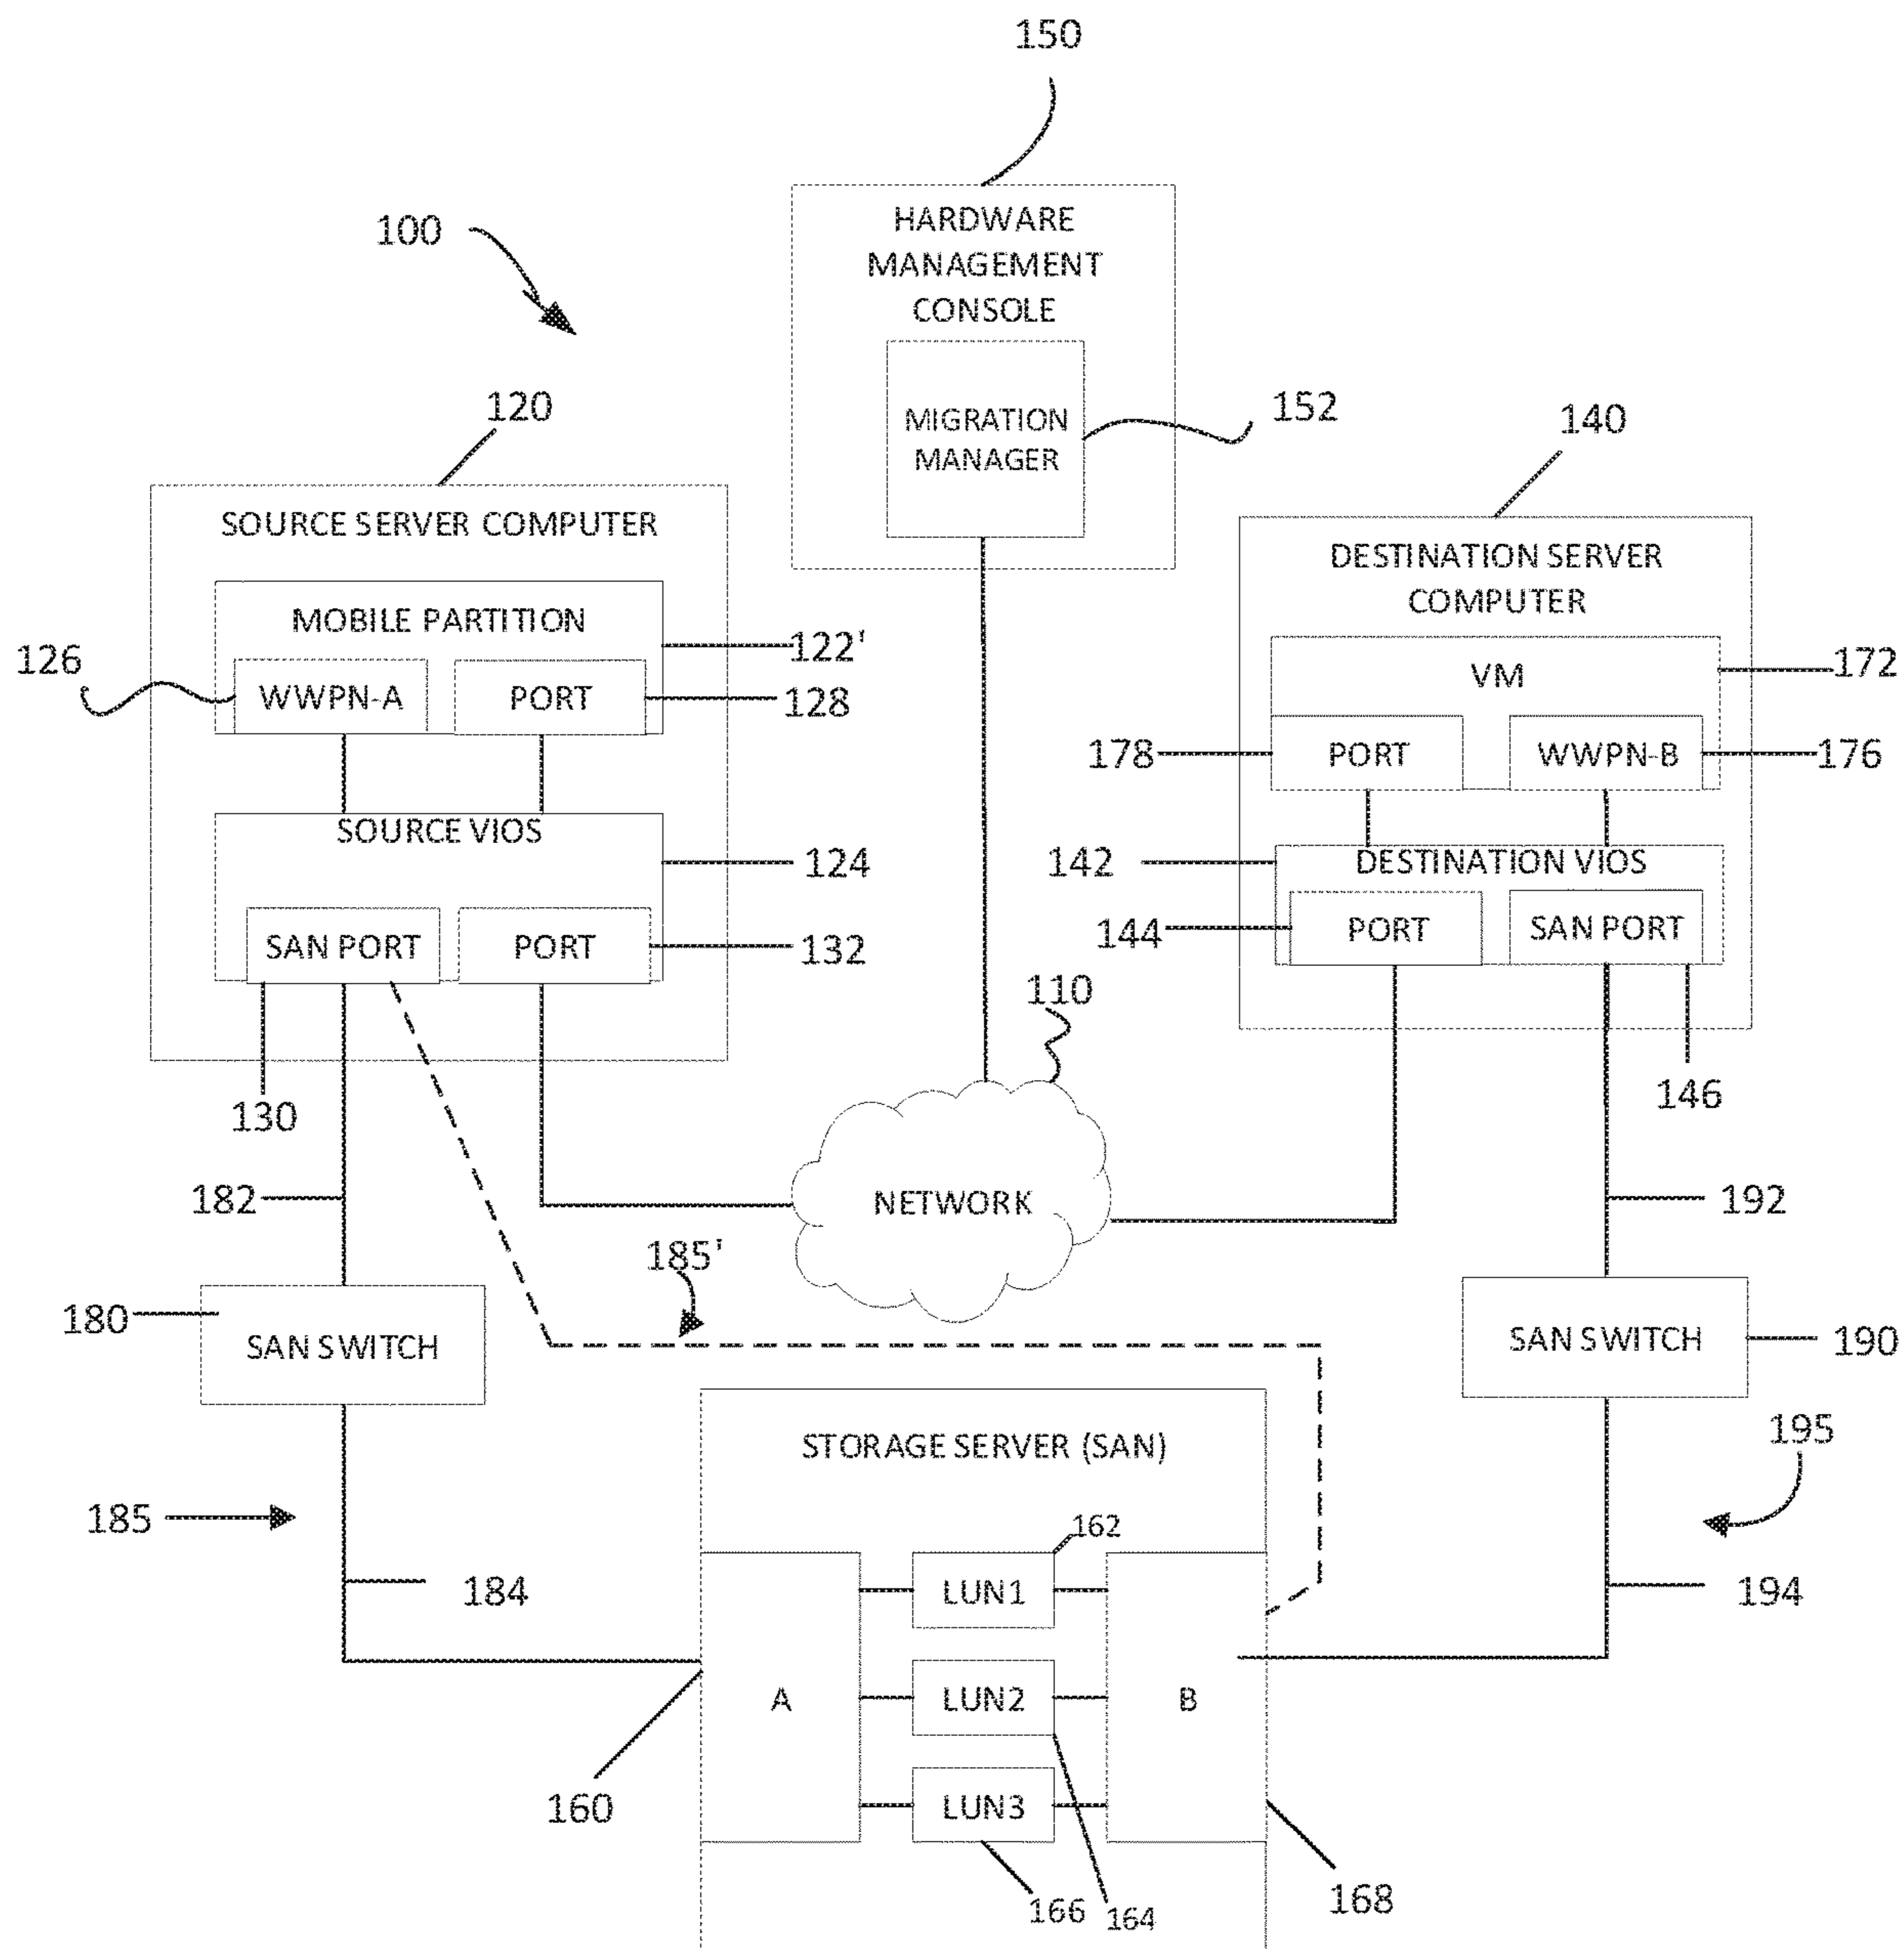 150
HARDWARE
MANAGEMENT
CONSOLE
100
MIGRATION
MANAGER
152
120
140
SOURCE SERVER COMPUTER
DESTINATION SERVER
COMPUTER
MOBILE PARTITION
122'
126
WWPN-A
PORT
128
VM
172
178
PORT
WWPN-B
176
SOURCE VIOS
124
142
DESTINATION VIOS
SAN PORT
PORT
132
144
PORT
SAN PORT
110
130
146
182
NETWORK
192
185'
180
SAN SWITCH
SAN SWITCH
190
STORAGE SERVER (SAN)
195
185
162
184
LUN1
194
A
LUN2
B
160
LUN3
168
166
164